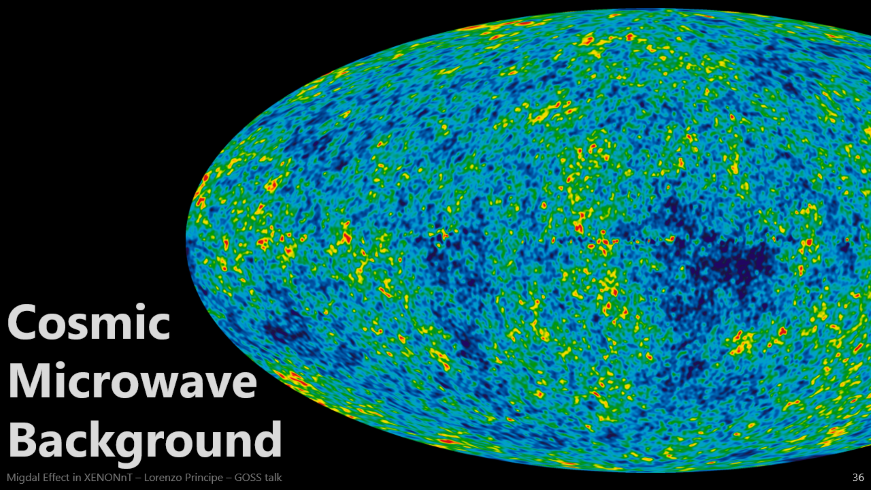 Cosmic
Microwave
Background
Migdal Effect in XENONnT – Lorenzo Principe – GOSS talk
36